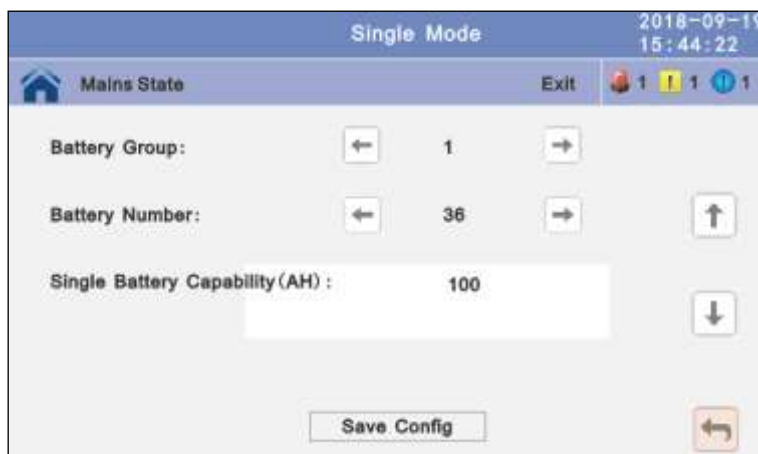 Single Mode
2018-09-19
15:44:22
Mains State
Exit
1
1
1
Battery Group:
1
Battery Number:
36
Single Battery Capability(AH):
100
Save Config